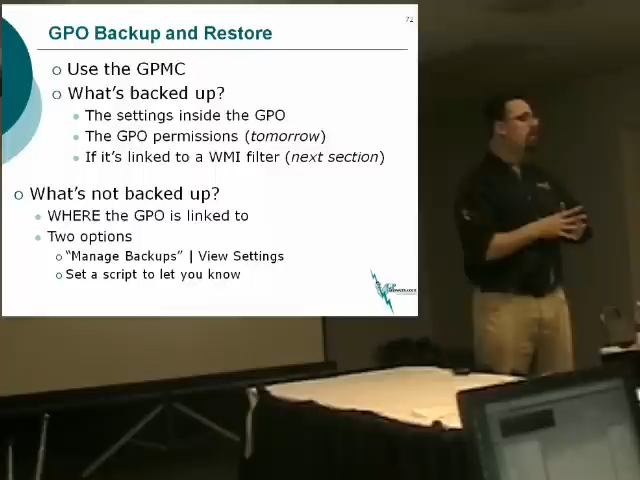 72
GPO Backup and Restore
Use the GPMC
What's backed up?
The settings inside the GPO
The GPO permissions (tomorrow)
If it's linked to a WMI filter (next section)
What's not backed up?
WHERE the GPO is linked to
Two options
"Manage Backups" | View Settings
Set a script to let you know